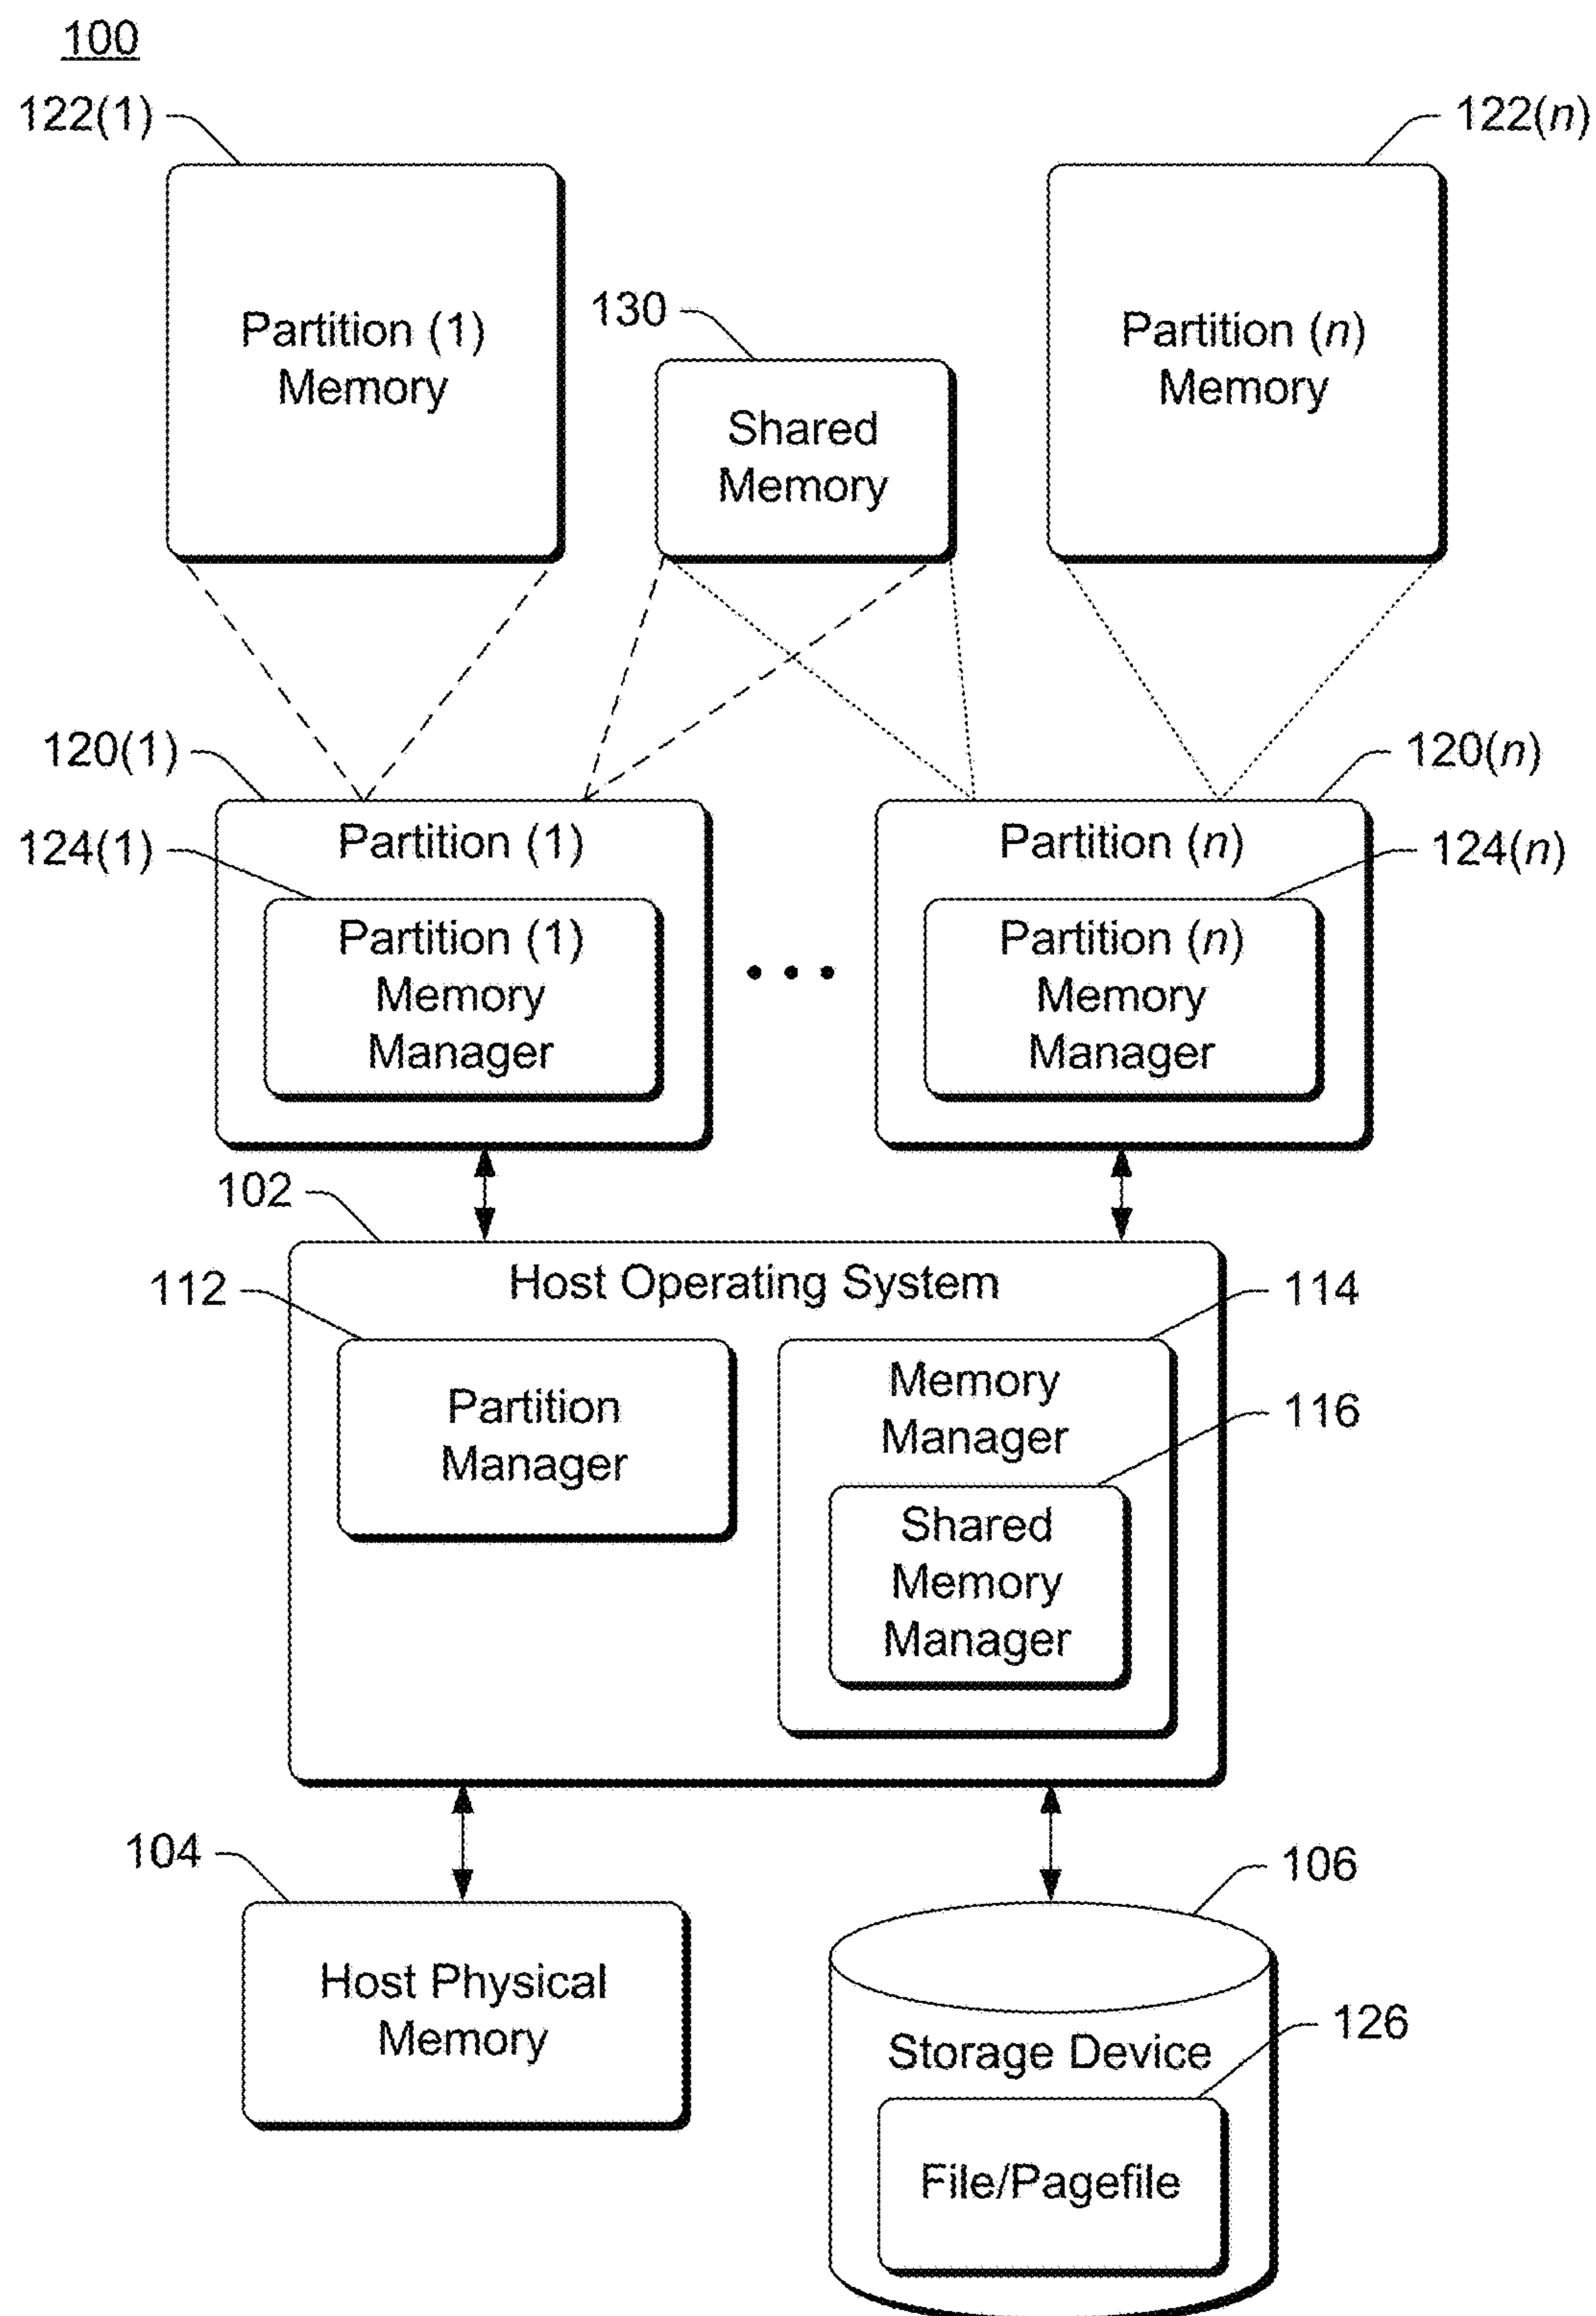 100
122(1)
122(n)
Partition (1)
Memory
130
Partition (n)
Memory
Shared
Memory
120(1)
120(n)
Partition (1)
Partition (n)
124(1)
124(n)
Partition (1)
Memory
Manager
Partition (n)
Memory
Manager
102
Host Operating System
112
114
Partition
Manager
Memory
Manager
116
Shared
Memory
Manager
104
106
Host Physical
Memory
126
Storage Device
File/Pagefile